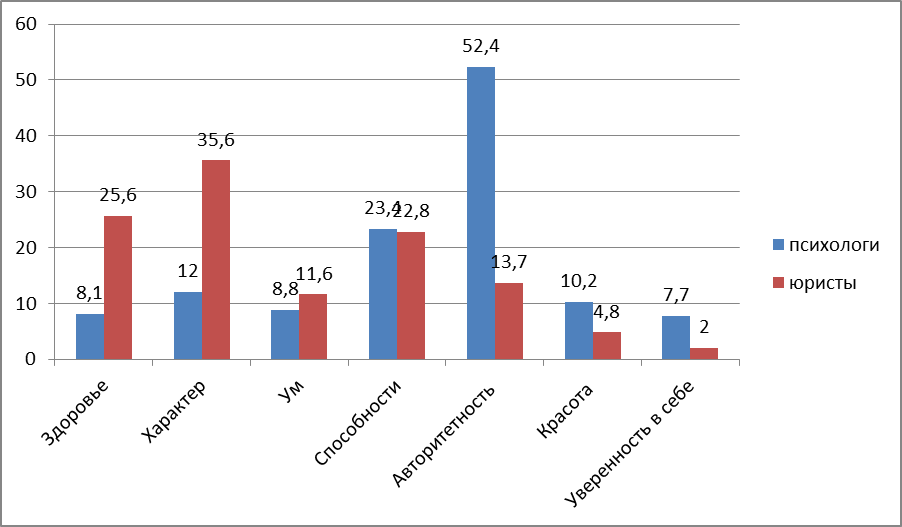 60
50
40
30
20
10
0
8,1
25,6
12
35,6
8,8
11,6
23,4
22,8
52,4
13,7
10,2
4,8
7,7
2
Здоровье
Характер
Ум
Способности
Авторитетность
Красота
Уверенность в себе
психологи
юристы